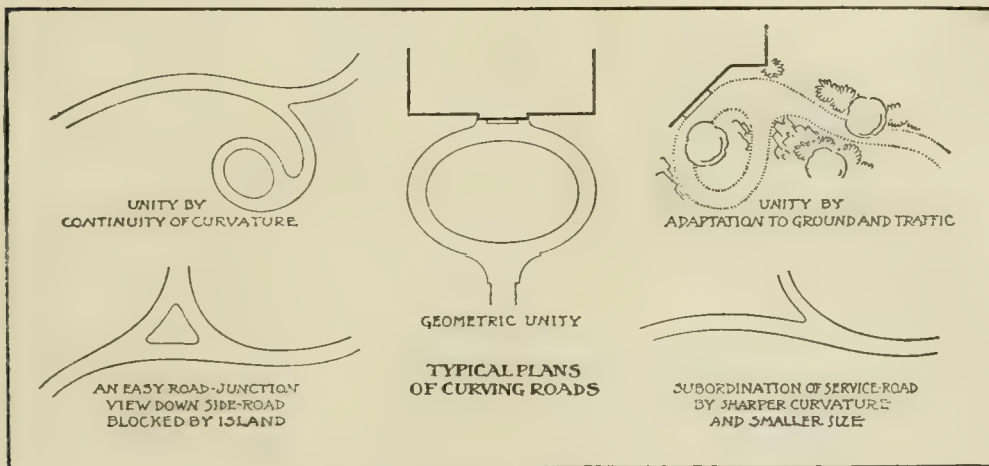 UNITY BY
CONTINUITY OF CURVATURE
UNITY BY
ADAPTATION TO GROUND AND TRAFFIC
GEOMETRIC UNITY
TYPICAL PLANS
OF CURVING ROADS
AN EASY ROAD-JUNCTION
VIEW DOWN SIDE-ROAD
BLOCKED BY ISLAND
SUBORDINATION OF SERVICE-ROAD
BY SHARPER CURVATURE
AND SMALLER SIZE